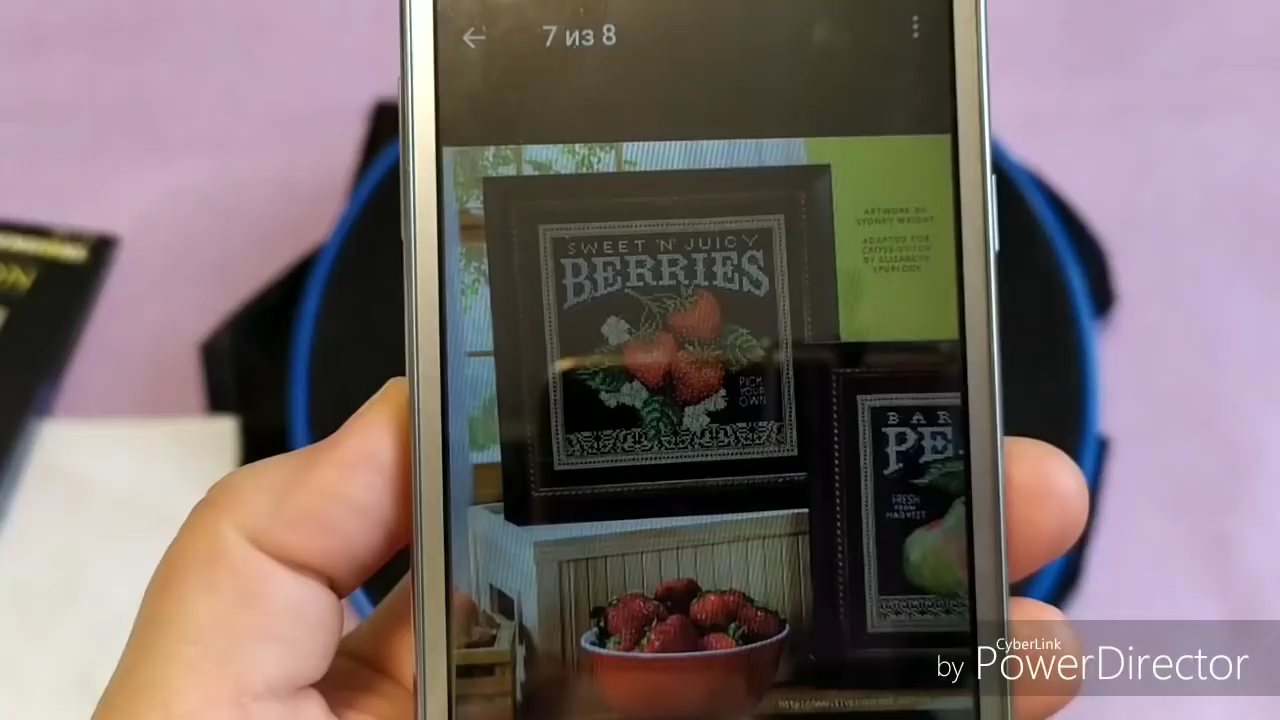 7 из 8
ARTWORK BY
SYDNEY WRIGHT
ADAPTED FOR
CROSS-STITCH
BY ELIZABETH
SPURLOCK
SWEET 'N' JUICY
BERRIES
PICK
YOUR
OWN
BAR
PE
FRESH
FROM
HARVEST
ON
CyberLink
by PowerDirector